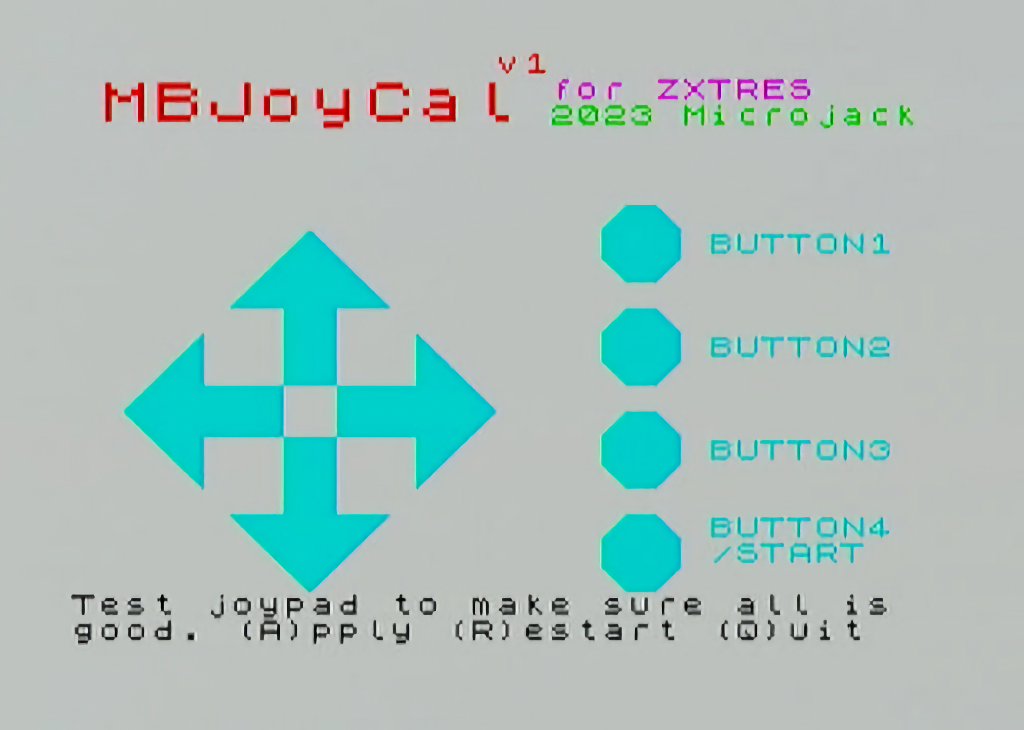 v1
MBJoyCal
for ZXTRES
2023 Microjack
BUTTON1
BUTTON2
BUTTON3
BUTTON4
/START
Test joypad to make sure all is
good. (A)pply (R)estart (Q)uit